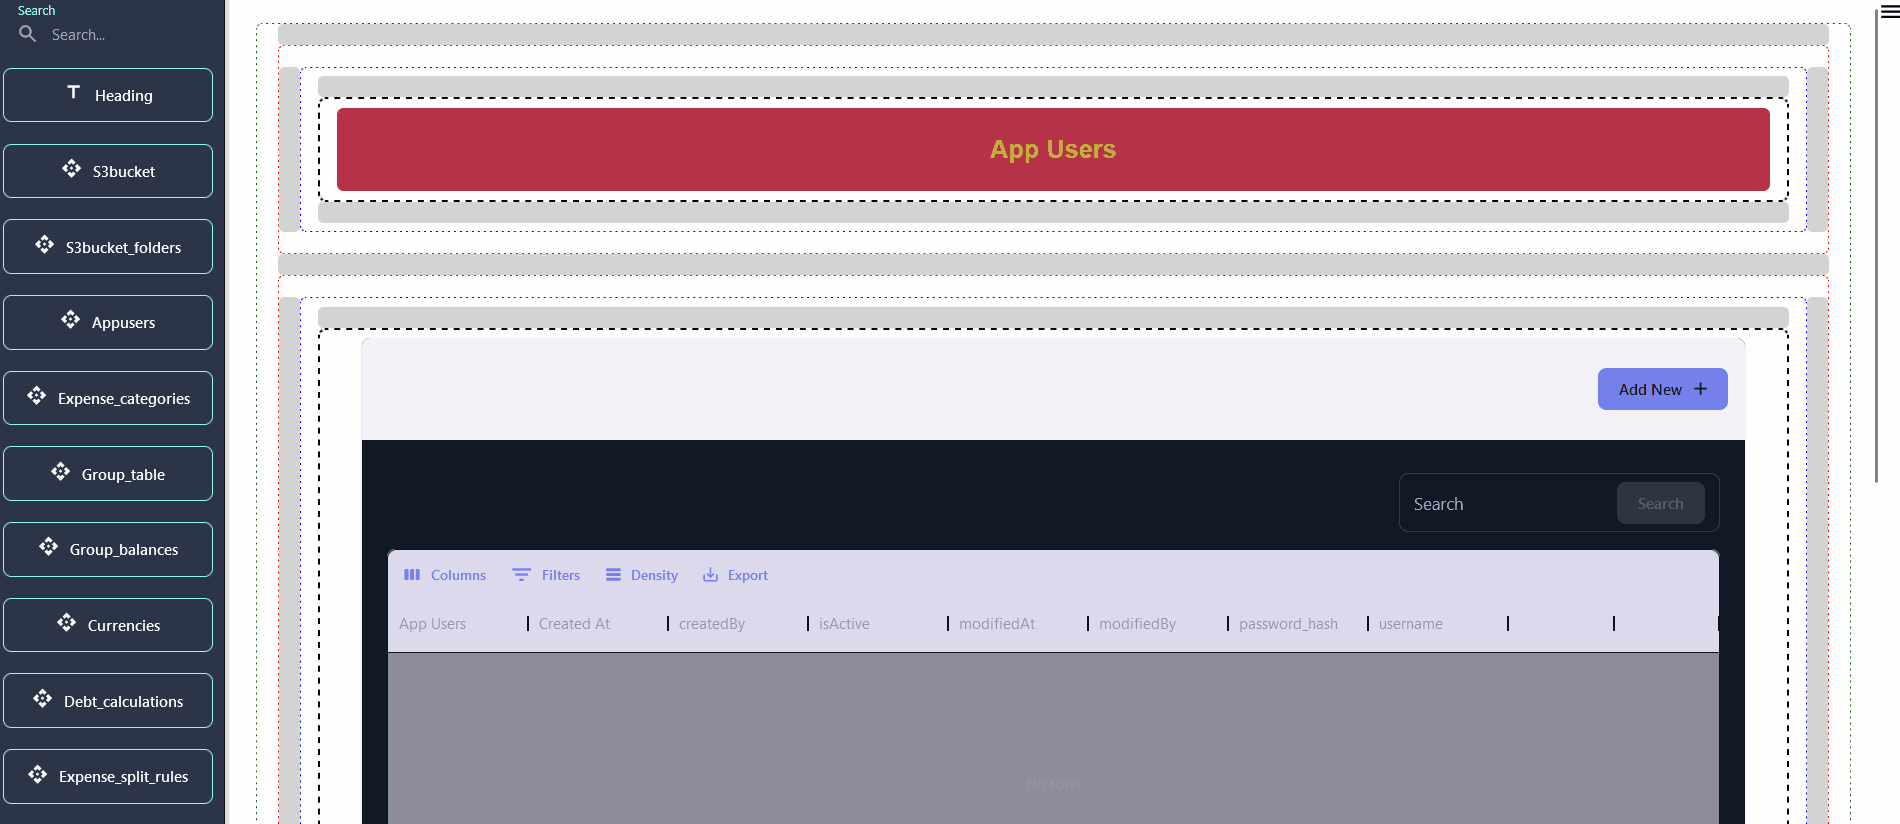 Search
Search...
Heading
S3bucket
S3bucket_folders
Appusers
Expense_categories
Group_table
Group_balances
Currencies
Debt_calculations
Expense_split_rules
App Users
Add New
Search Search
Columns Filters Density Export
App Users Created At createdBy isActive modifiedAt modifiedBy password_hash username
No rows